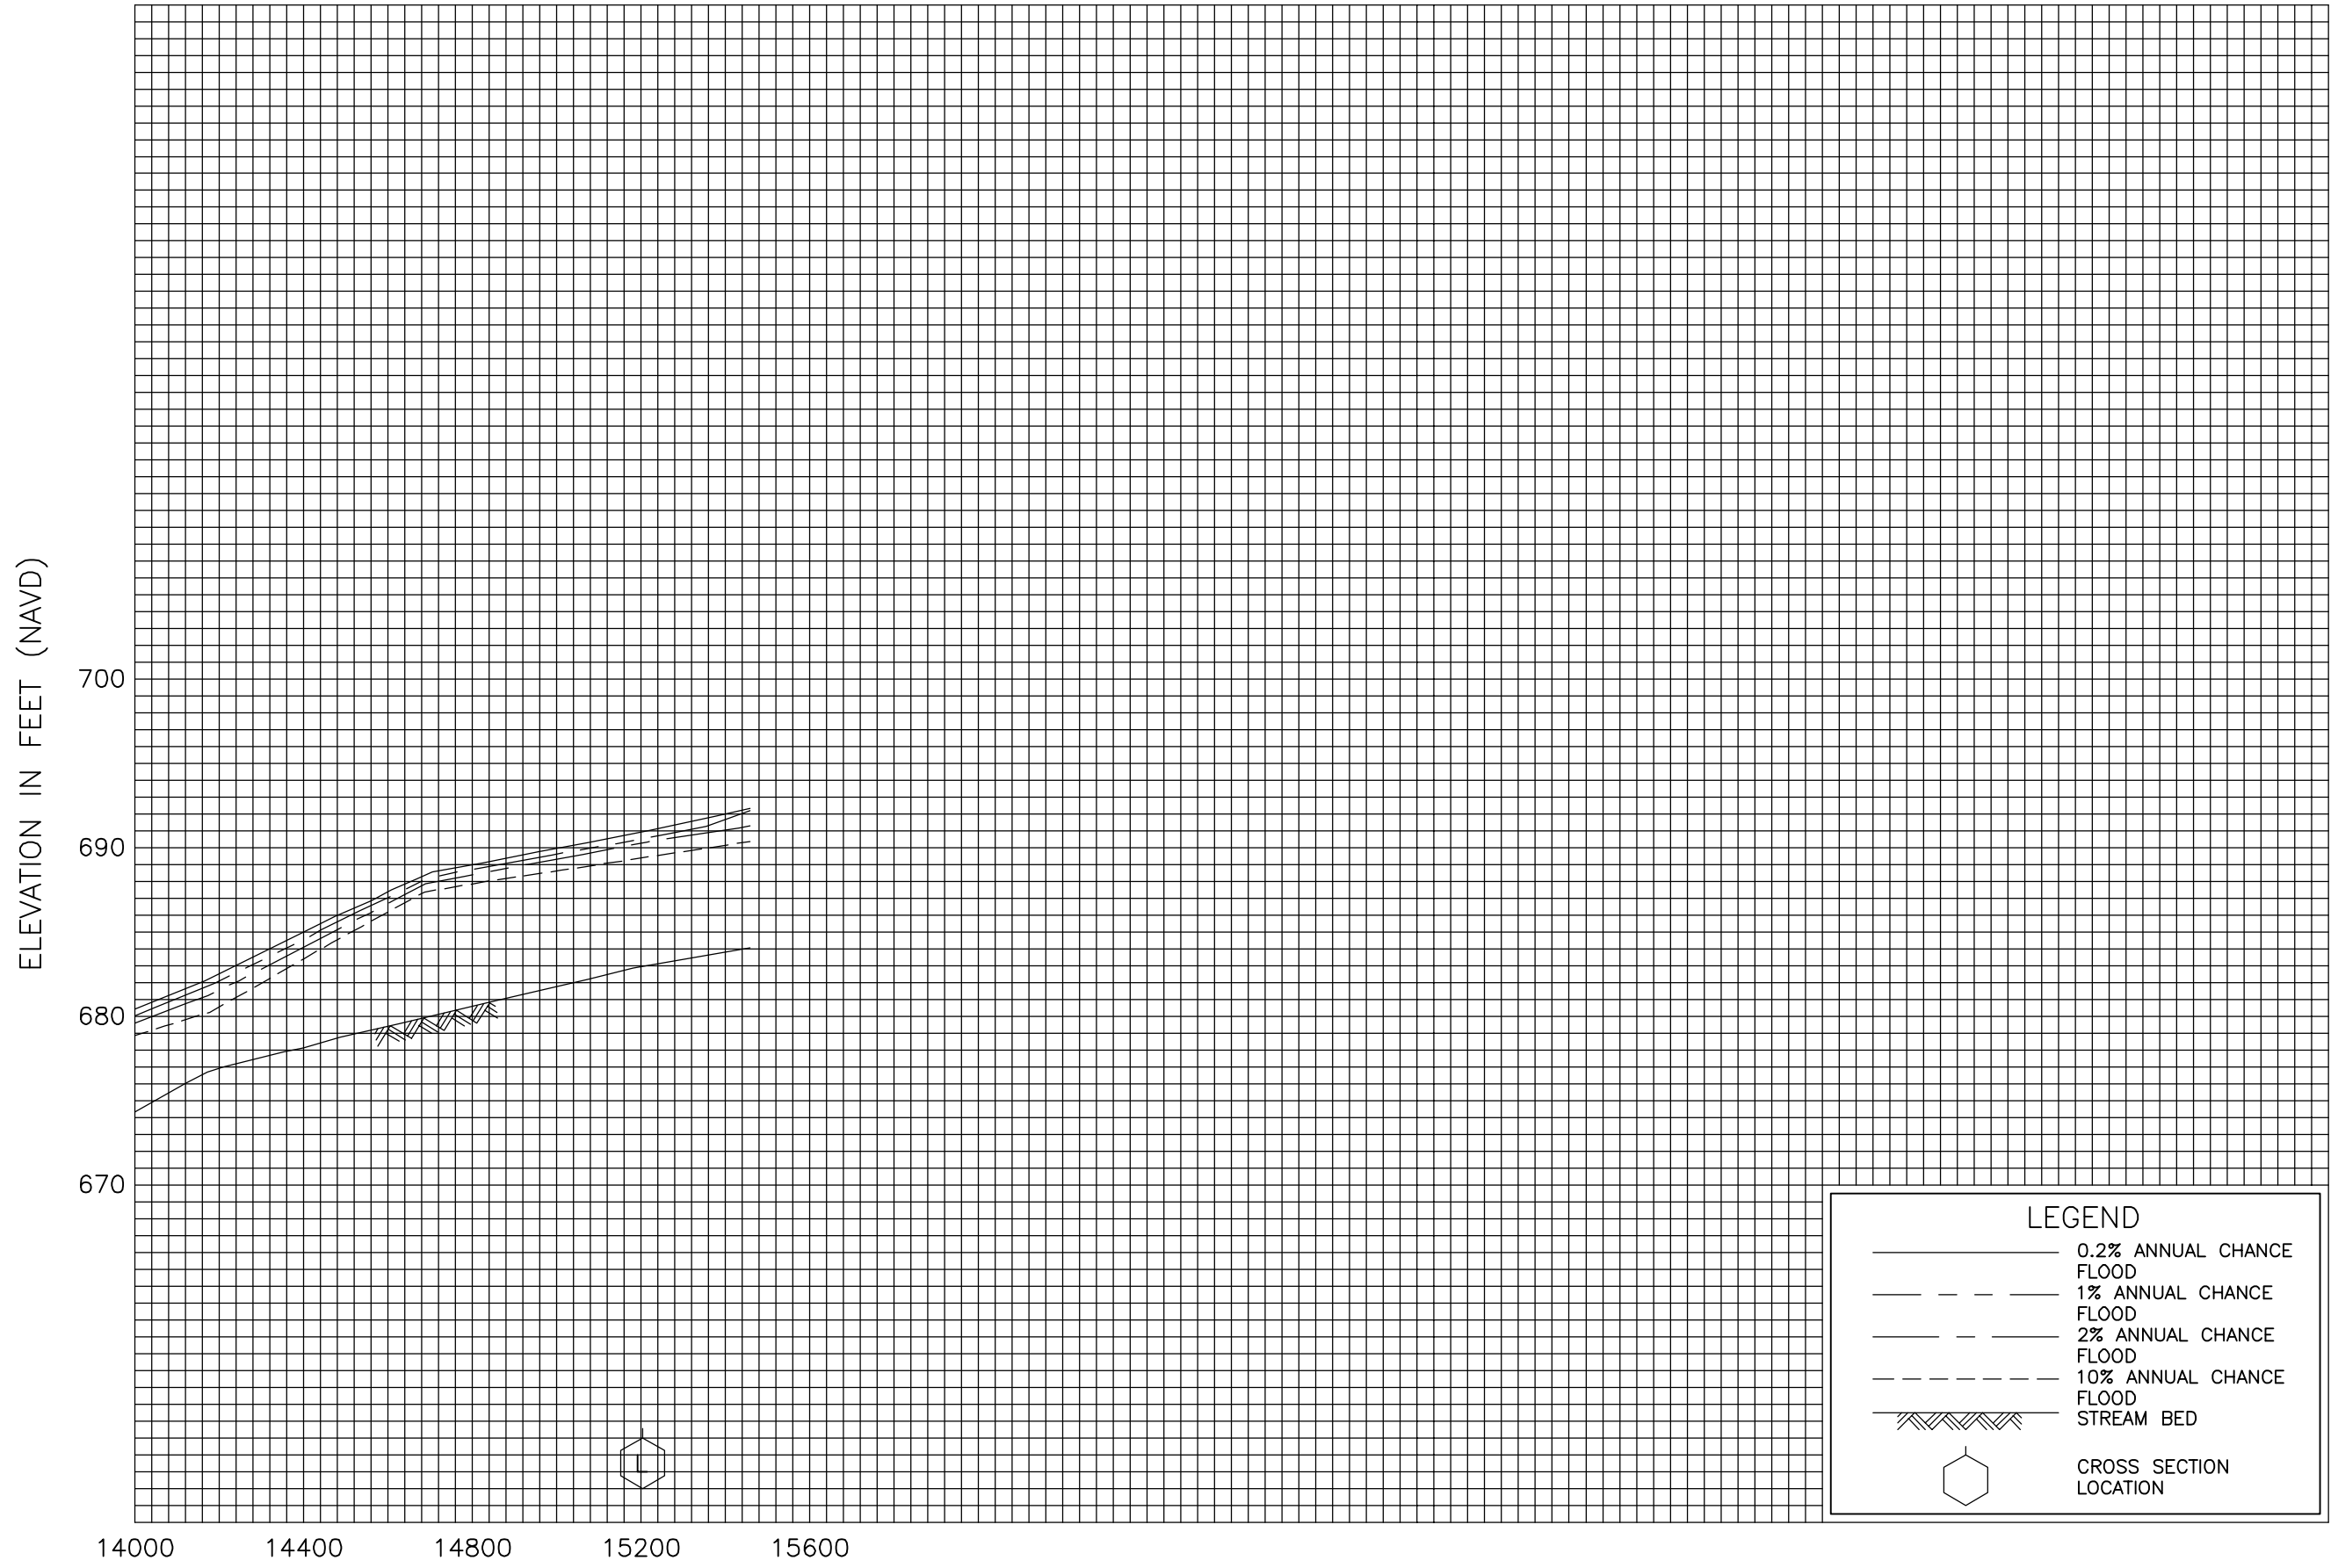 ELEVATION IN FEET (NAVD)
700
690
680
670
L
14000 14400 14800 15200 15600
LEGEND
0.2% ANNUAL CHANCE
FLOOD
1% ANNUAL CHANCE
FLOOD
2% ANNUAL CHANCE
FLOOD
10% ANNUAL CHANCE
FLOOD
STREAM BED
CROSS SECTION
LOCATION